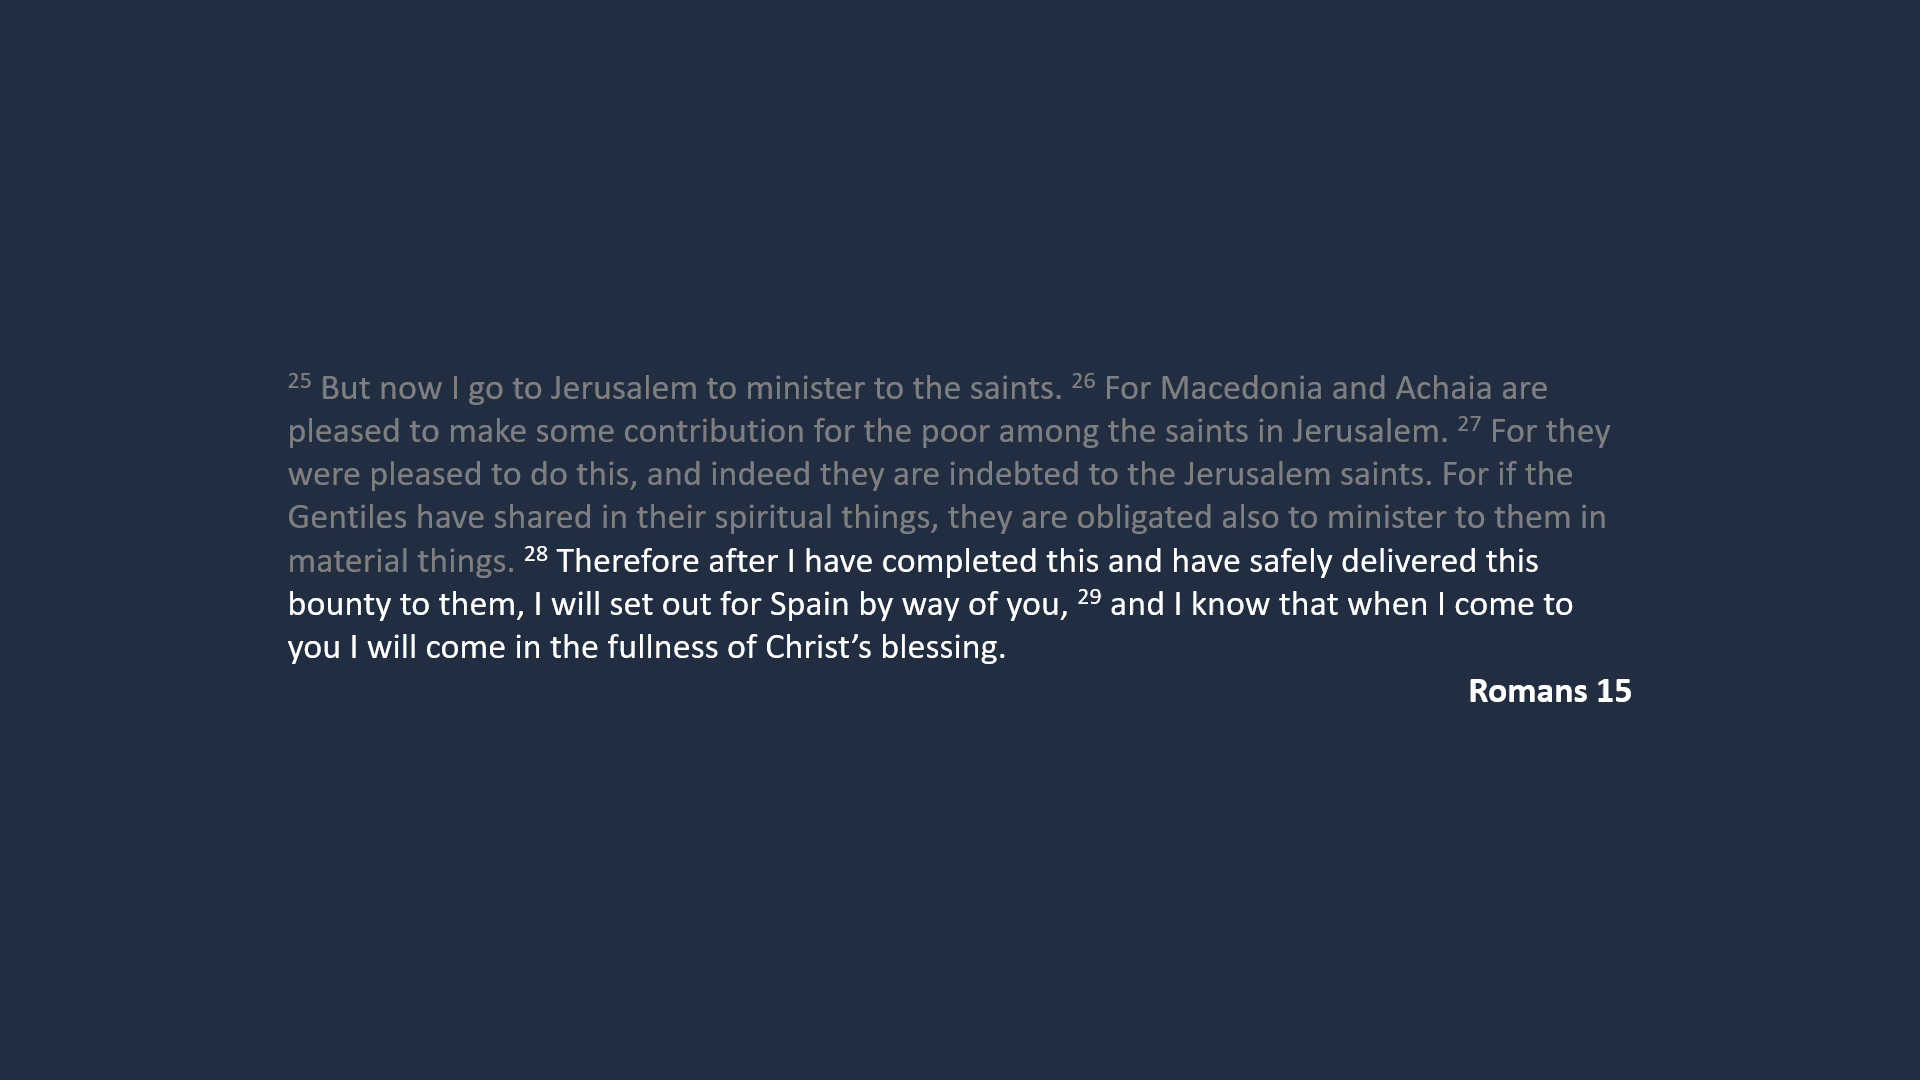 25 But now I go to Jerusalem to minister to the saints. 26 For Macedonia and Achaia are
pleased to make some contribution for the poor among the saints in Jerusalem. 27 For they
were pleased to do this, and indeed they are indebted to the Jerusalem saints. For if the
Gentiles have shared in their spiritual things, they are obligated also to minister to them in
material things. 28 Therefore after I have completed this and have safely delivered this
bounty to them, I will set out for Spain by way of you, 29 and I know that when I come to
you I will come in the fullness of Christ’s blessing.
Romans 15